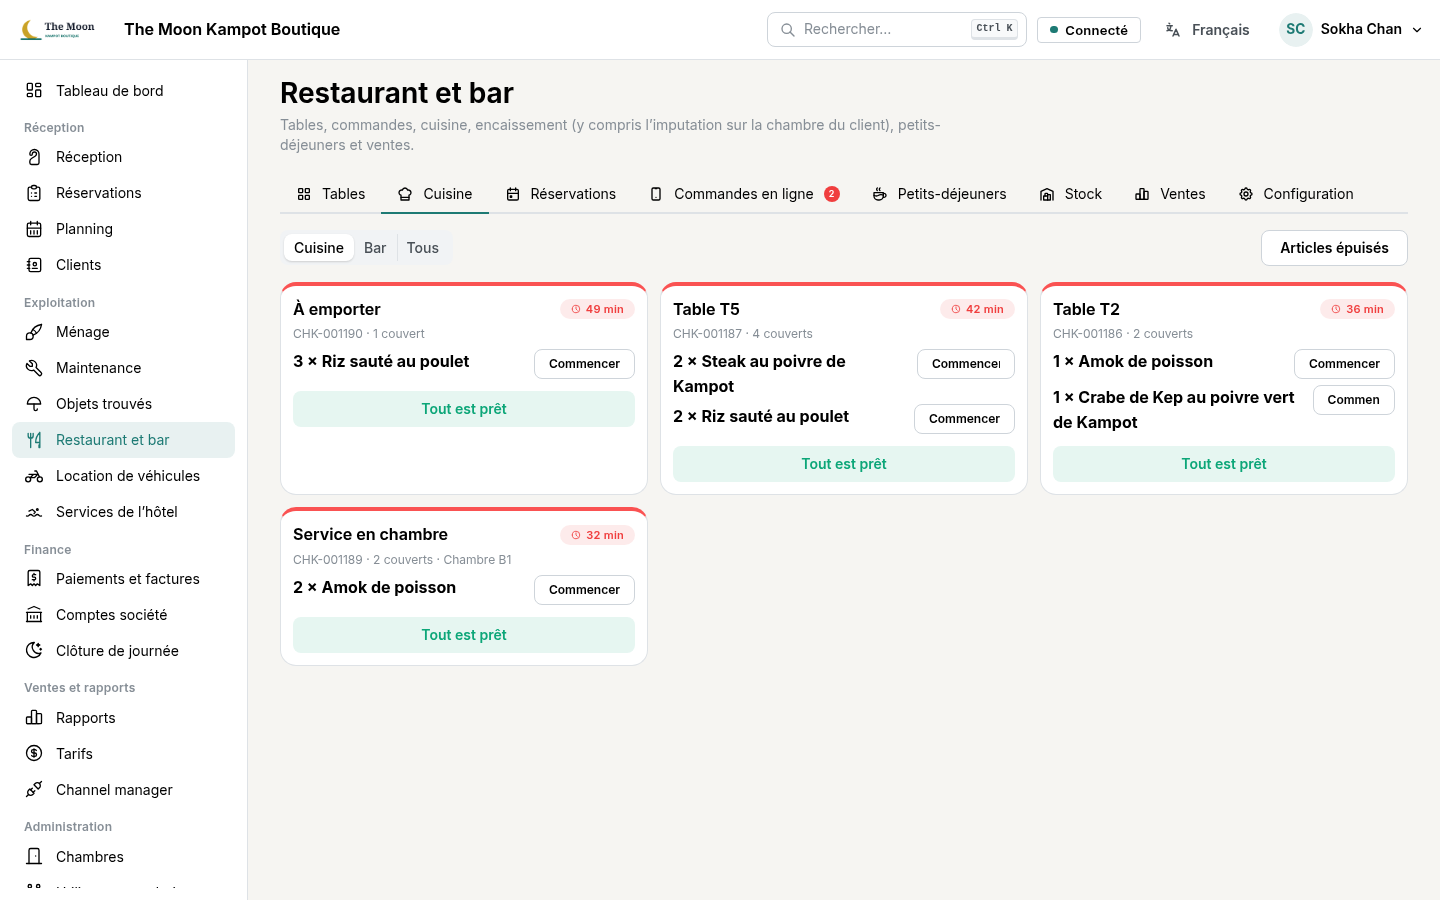 The Moon
KAMPOT BOUTIQUE
The Moon Kampot Boutique
Rechercher...
Ctrl K
Connecté
Français
SC
Sokha Chan
Tableau de bord
Réception
Réception
Réservations
Planning
Clients
Exploitation
Ménage
Maintenance
Objets trouvés
Restaurant et bar
Location de véhicules
Services de l’hôtel
Finance
Paiements et factures
Comptes société
Clôture de journée
Ventes et rapports
Rapports
Tarifs
Channel manager
Administration
Chambres
Restaurant et bar
Tables, commandes, cuisine, encaissement (y compris l’imputation sur la chambre du client), petits-
déjeuners et ventes.
Tables
Cuisine
Réservations
Commandes en ligne 2
Petits-déjeuners
Stock
Ventes
Configuration
Cuisine
Bar
Tous
Articles épuisés
À emporter
49 min
CHK-001190 · 1 couvert
3 × Riz sauté au poulet
Commencer
Tout est prêt
Table T5
42 min
CHK-001187 · 4 couverts
2 × Steak au poivre de
Kampot
Commencer
2 × Riz sauté au poulet
Commencer
Tout est prêt
Table T2
36 min
CHK-001186 · 2 couverts
1 × Amok de poisson
Commencer
1 × Crabe de Kep au poivre vert
de Kampot
Commen
Tout est prêt
Service en chambre
32 min
CHK-001189 · 2 couverts · Chambre B1
2 × Amok de poisson
Commencer
Tout est prêt